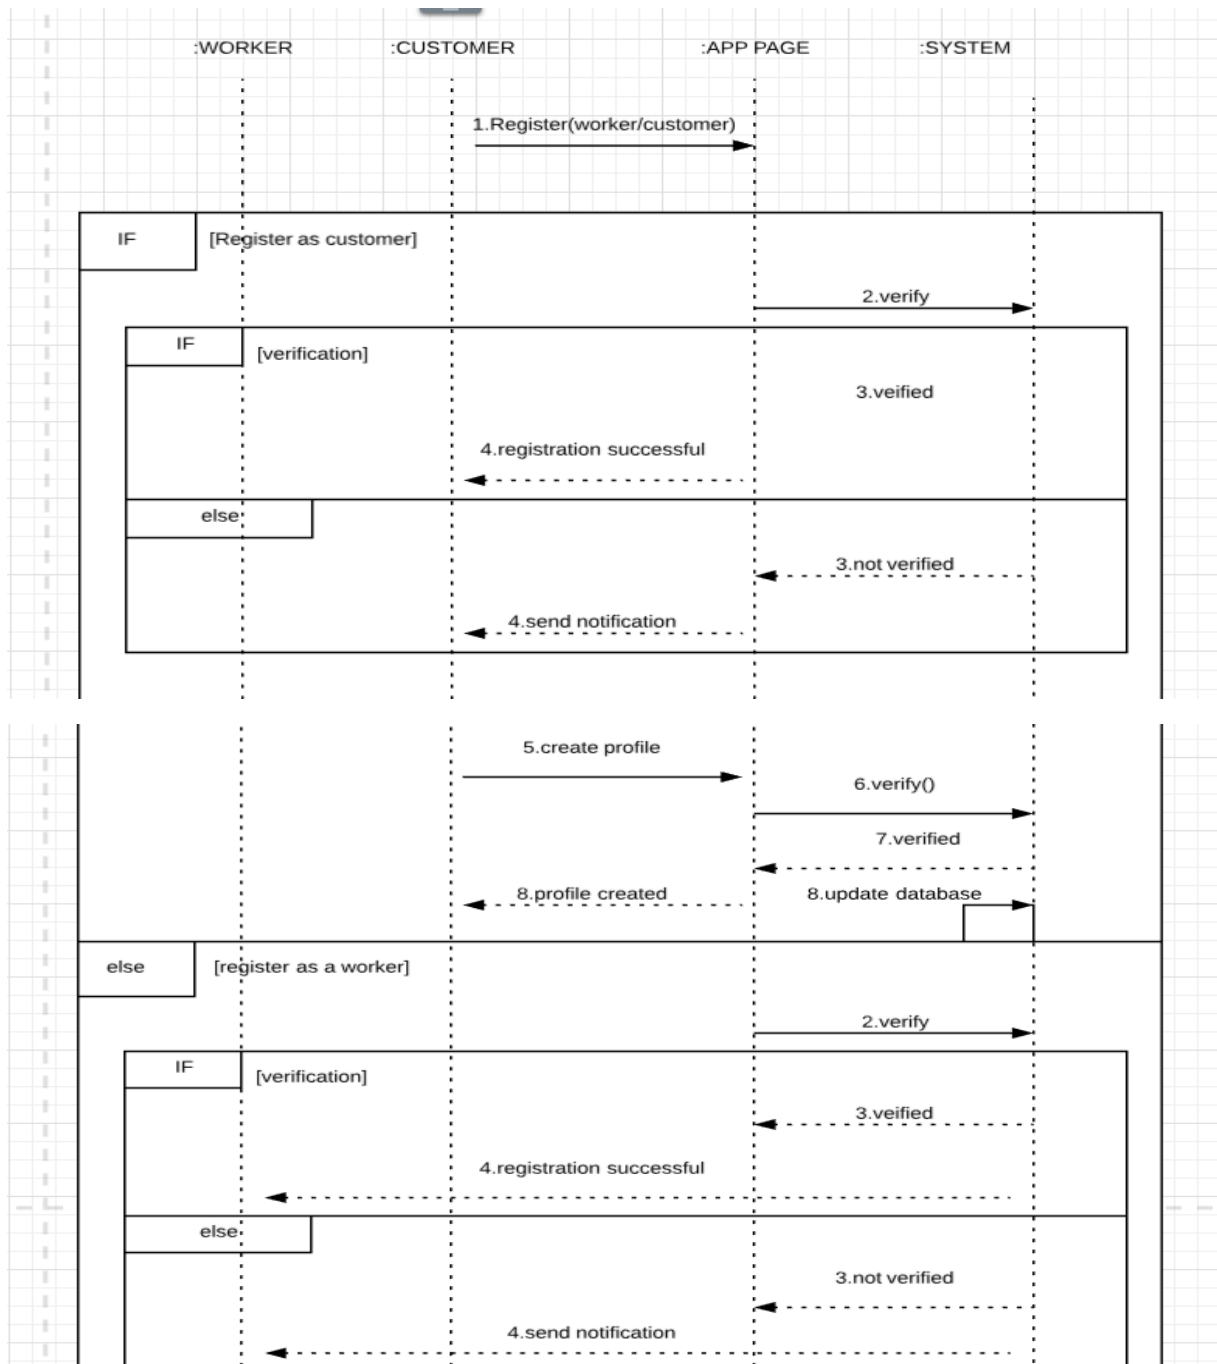 :WORKER
:CUSTOMER
:APP PAGE
:SYSTEM
1.Register(worker/customer)
IF
[Register as customer]
2.verify
IF
[verification]
3.veified
4.registration successful
else
3.not verified
4.send notification
5.create profile
6.verify()
7.verified
8.profile created
8.update database
else
[register as a worker]
2.verify
IF
[verification]
3.veified
4.registration successful
else
3.not verified
4.send notification